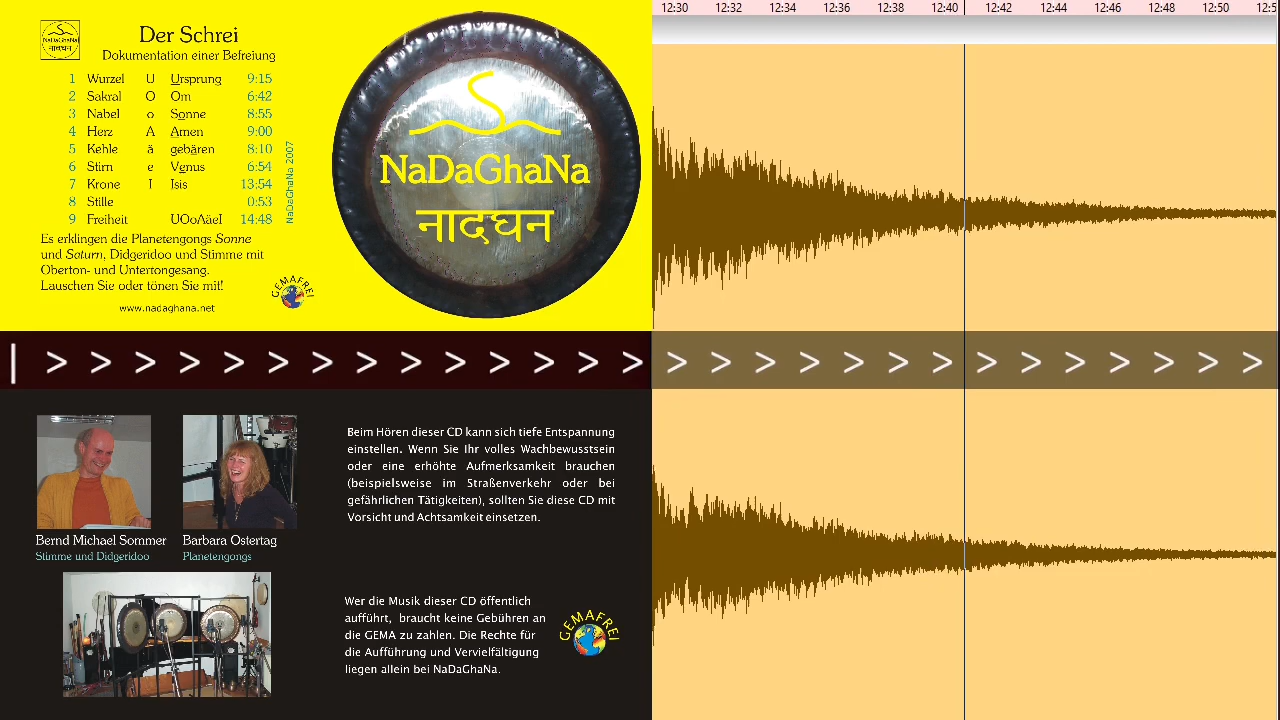 NaDaGhaNa
नादघन
Der Schrei
Dokumentation einer Befreiung
1 Wurzel U Ursprung 9:15
2 Sakral O Om 6:42
3 Nabel o Sonne 8:55
4 Herz A Amen 9:00
5 Kehle ä gebären 8:10
6 Stirn e Venus 6:54
7 Krone I Isis 13:54
8 Stille 0:53
9 Freiheit UOoAäeI 14:48
NaDaGhaNa 2007
Es erklingen die Planetengongs Sonne
und Saturn, Didgeridoo und Stimme mit
Oberton- und Untertongesang.
Lauschen Sie oder tönen Sie mit!
www.nadaghana.net
GEMAFREI
NaDaGhaNa
नादघन
12:30 12:32 12:34 12:36 12:38 12:40 12:42 12:44 12:46 12:48 12:50 12:5
| > > > > > > > > > > > > > > > > > > > > > > > > > > > >
Bernd Michael Sommer
Stimme und Didgeridoo
Barbara Ostertag
Planetengongs
Beim Hören dieser CD kann sich tiefe Entspannung
einstellen. Wenn Sie Ihr volles Wachbewusstsein
oder eine erhöhte Aufmerksamkeit brauchen
(beispielsweise im Straßenverkehr oder bei
gefährlichen Tätigkeiten), sollten Sie diese CD mit
Vorsicht und Achtsamkeit einsetzen.
Wer die Musik dieser CD öffentlich
aufführt, braucht keine Gebühren an
die GEMA zu zahlen. Die Rechte für
die Aufführung und Vervielfältigung
liegen allein bei NaDaGhaNa.
GEMAFREI